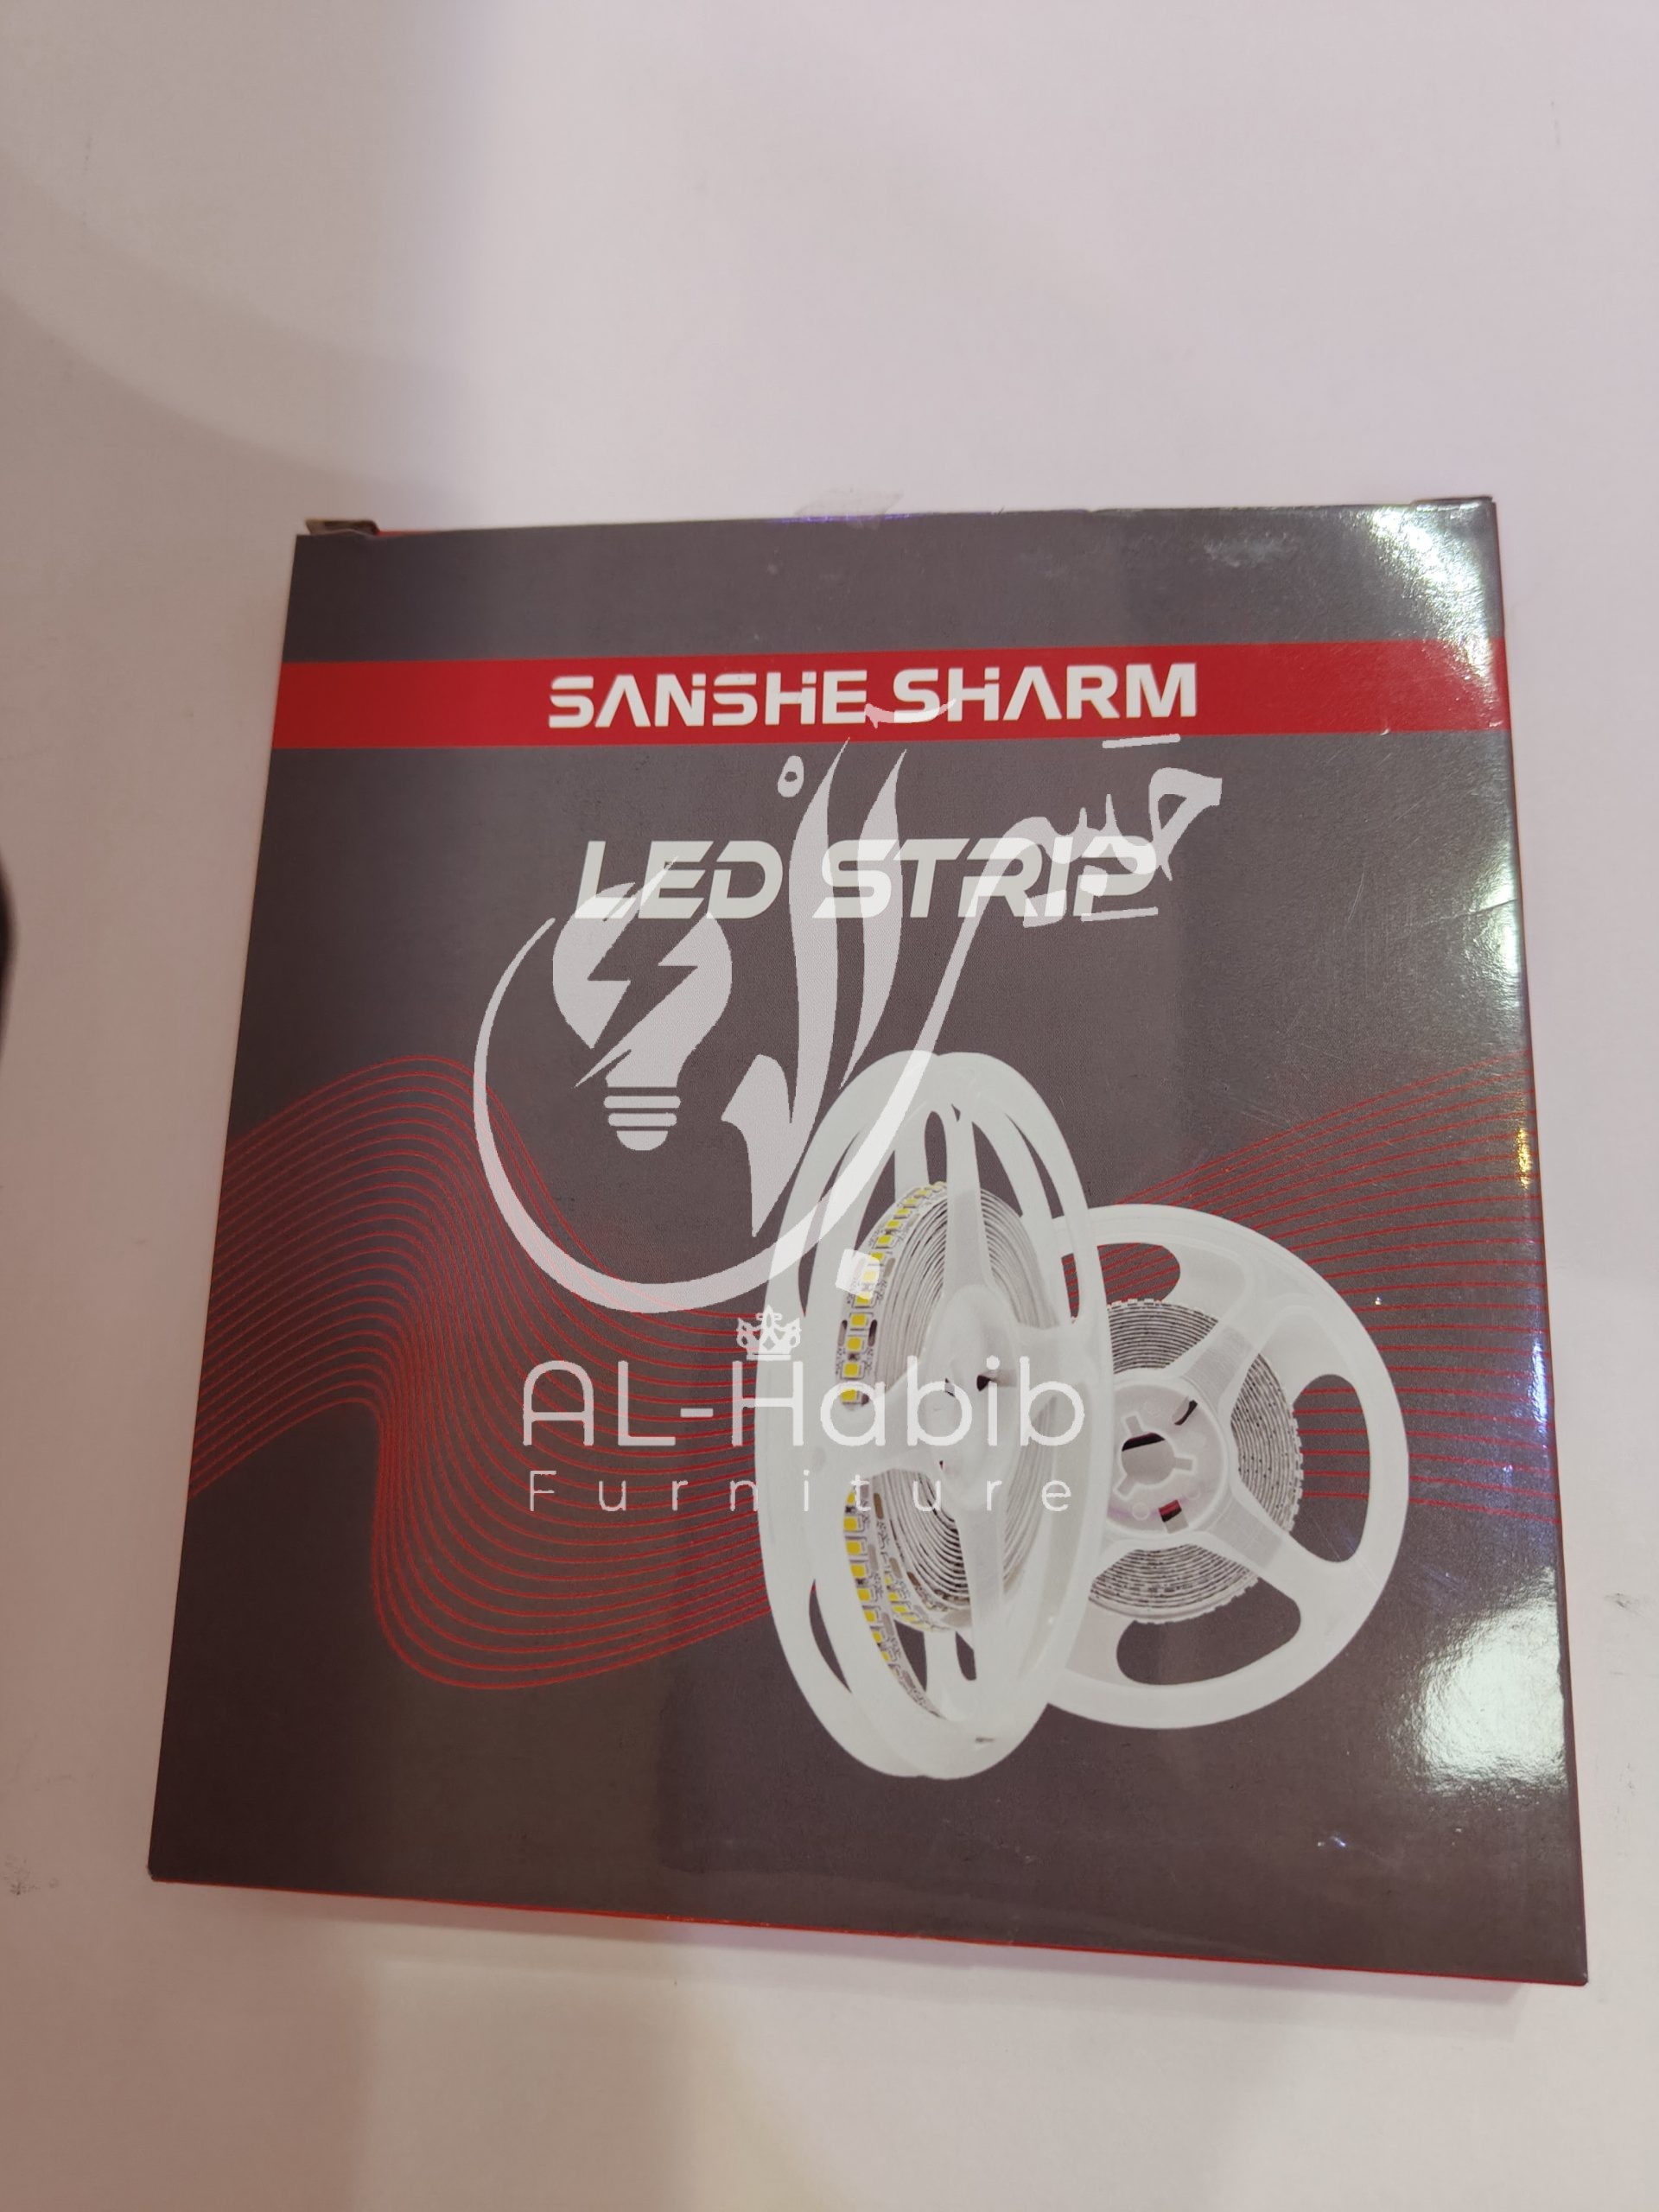 SANSHE SHARM
LED STRIP
AL-Habib
Furniture